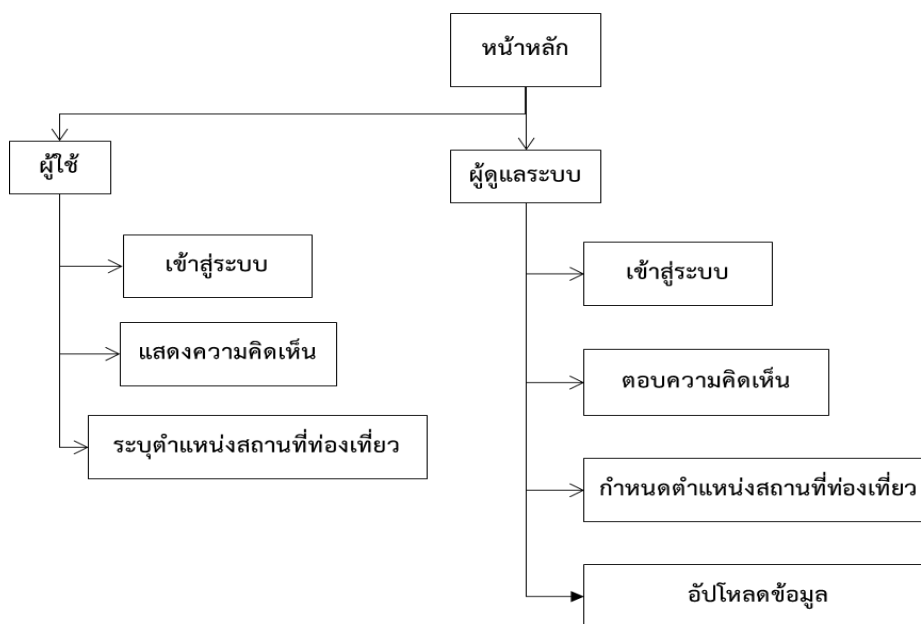 หน้าหลัก
ผู้ใช้
เข้าสู่ระบบ
แสดงความคิดเห็น
ระบุตำแหน่งสถานที่ท่องเที่ยว
ผู้ดูแลระบบ
เข้าสู่ระบบ
ตอบความคิดเห็น
กำหนดตำแหน่งสถานที่ท่องเที่ยว
อัปโหลดข้อมูล